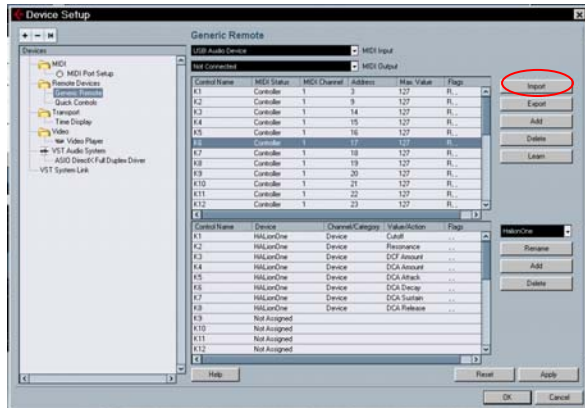 Device Setup
Generic Remote
Devices
USB Audio Device MIDI Input
Not Connected MIDI Output
MIDI
MIDI Port Setup
Remote Devices
Generic Remote
Quick Controls
Transport
Time Display
Video
Video Player
VST Audio System
ASIO DirectX Full Duplex Driver
VST System Link
Control Name MIDI Status MIDI Channel Address Max. Value Flags
K1 Controller 1 3 127 R, ,
K2 Controller 1 9 127 R, ,
K3 Controller 1 14 127 R, ,
K4 Controller 1 15 127 R, ,
K5 Controller 1 16 127 R, ,
K6 Controller 1 17 127 R, ,
K7 Controller 1 18 127 R, ,
K8 Controller 1 19 127 R, ,
K9 Controller 1 20 127 R, ,
K10 Controller 1 21 127 R, ,
K11 Controller 1 22 127 R, ,
K12 Controller 1 23 127 R, ,
Import
Export
Add
Delete
Learn
Control Name Device Channel/Category Value/Action Flags
K1 HALionOne Device Cutoff , ,
K2 HALionOne Device Resonance , ,
K3 HALionOne Device DCF Amount , ,
K4 HALionOne Device DCA Amount , ,
K5 HALionOne Device DCA Attack , ,
K6 HALionOne Device DCA Decay , ,
K7 HALionOne Device DCA Sustain , ,
K8 HALionOne Device DCA Release , ,
K9 Not Assigned
K10 Not Assigned
K11 Not Assigned
K12 Not Assigned
HalionOne
Rename
Add
Delete
Help Reset Apply
OK Cancel